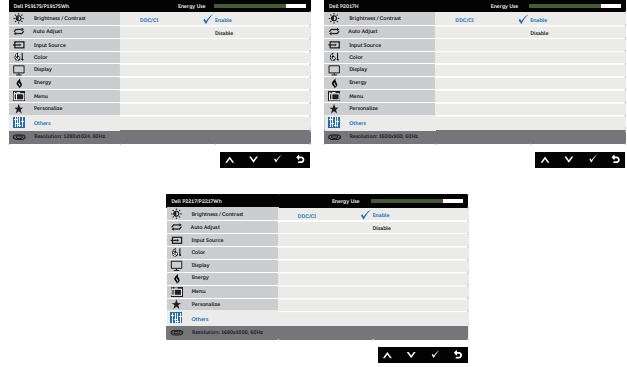 Dell P1917S/P1917SWh Energy Use
Brightness / Contrast DDC/CI Enable
Auto Adjust Disable
Input Source
Color
Display
Energy
Menu
Personalize
Others
Resolution: 1280x1024, 60Hz
Dell P2017H Energy Use
Brightness / Contrast DDC/CI Enable
Auto Adjust Disable
Input Source
Color
Display
Energy
Menu
Personalize
Others
Resolution: 1600x900, 60Hz
Dell P2217/P2217Wh Energy Use
Brightness / Contrast DDC/CI Enable
Auto Adjust Disable
Input Source
Color
Display
Energy
Menu
Personalize
Others
Resolution: 1680x1050, 60Hz